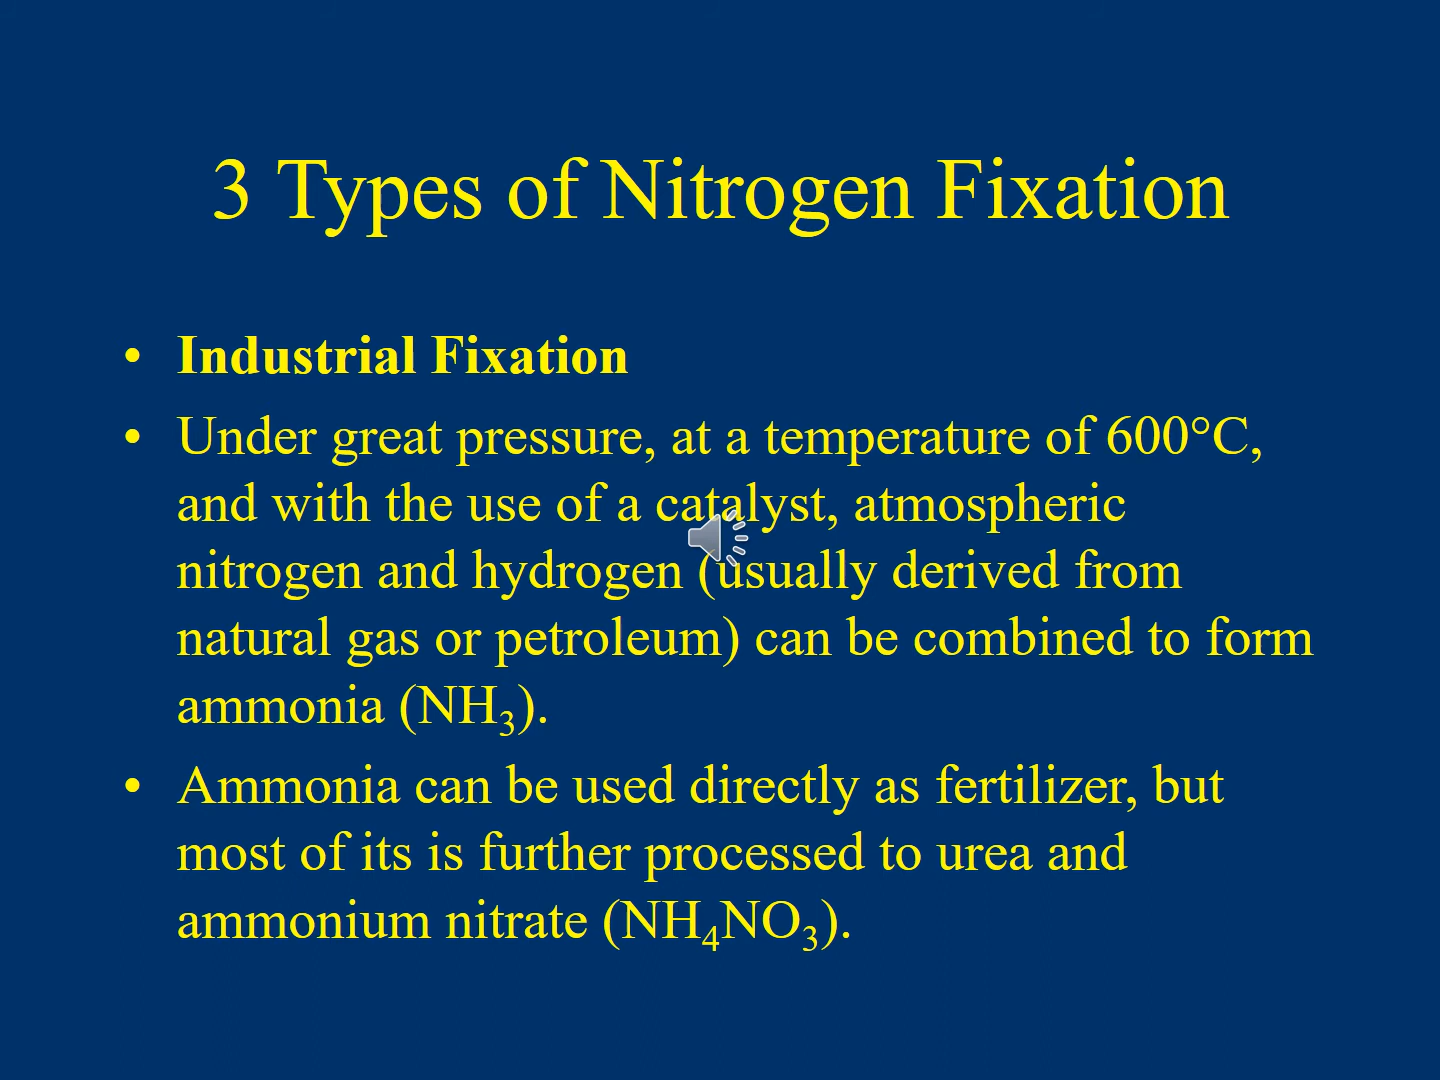 3 Types of Nitrogen Fixation
• Industrial Fixation
• Under great pressure, at a temperature of 600°C,
and with the use of a catalyst, atmospheric
nitrogen and hydrogen (usually derived from
natural gas or petroleum) can be combined to form
ammonia (NH₃).
• Ammonia can be used directly as fertilizer, but
most of its is further processed to urea and
ammonium nitrate (NH₄NO₃).